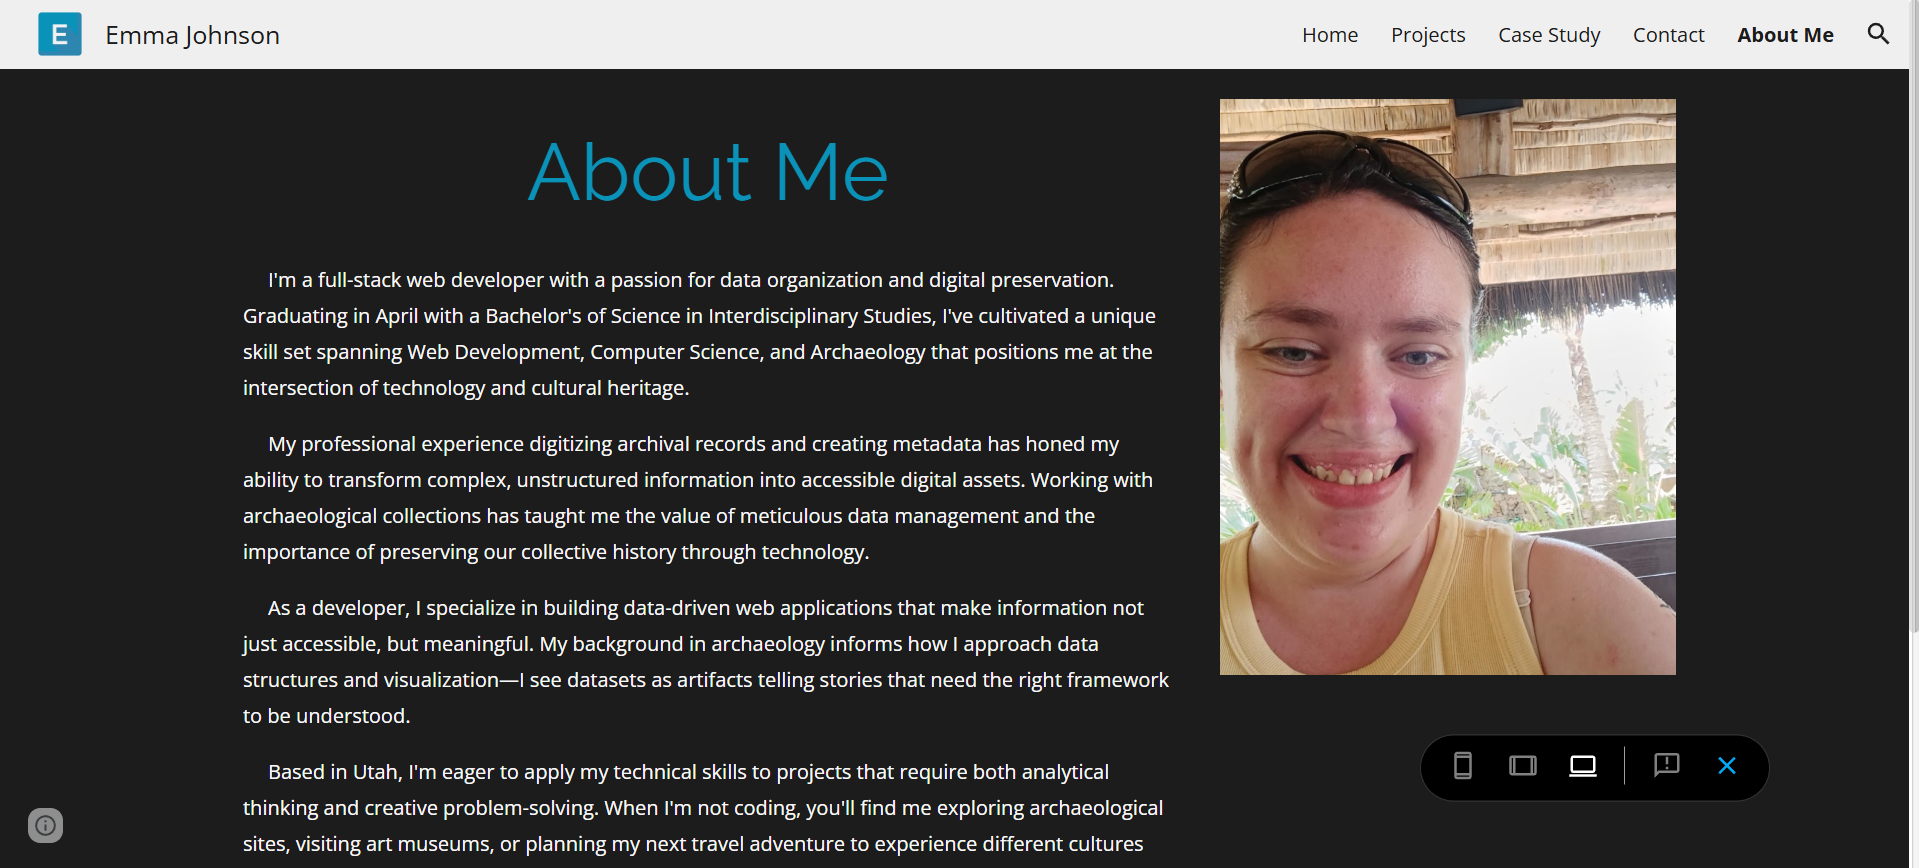 E
Emma Johnson
Home
Projects
Case Study
Contact
About Me
About Me
I'm a full-stack web developer with a passion for data organization and digital preservation.
Graduating in April with a Bachelor's of Science in Interdisciplinary Studies, I've cultivated a unique
skill set spanning Web Development, Computer Science, and Archaeology that positions me at the
intersection of technology and cultural heritage.
My professional experience digitizing archival records and creating metadata has honed my
ability to transform complex, unstructured information into accessible digital assets. Working with
archaeological collections has taught me the value of meticulous data management and the
importance of preserving our collective history through technology.
As a developer, I specialize in building data-driven web applications that make information not
just accessible, but meaningful. My background in archaeology informs how I approach data
structures and visualization—I see datasets as artifacts telling stories that need the right framework
to be understood.
Based in Utah, I'm eager to apply my technical skills to projects that require both analytical
thinking and creative problem-solving. When I'm not coding, you'll find me exploring archaeological
sites, visiting art museums, or planning my next travel adventure to experience different cultures